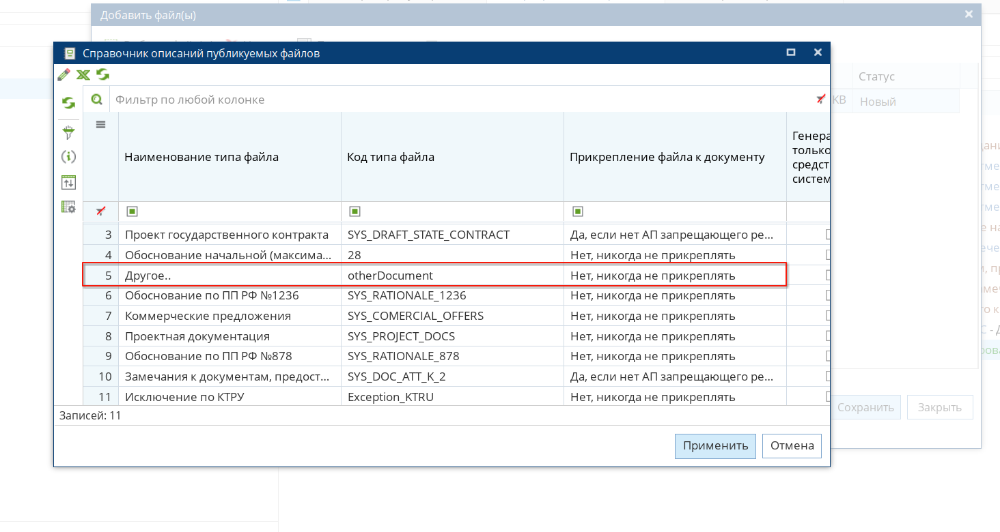 Добавить файл(ы)
Справочник описаний публикуемых файлов
Статус
Фильтр по любой колонке
KB Новый
Наименование типа файла Код типа файла Прикрепление файла к документу
Генера
только
средст
систем
3 Проект государственного контракта SYS_DRAFT_STATE_CONTRACT Да, если нет АП запрещающего ре...
4 Обоснование начальной (максима... 28 Нет, никогда не прикреплять
5 Другое.. otherDocument Нет, никогда не прикреплять
6 Обоснование по ПП РФ №1236 SYS_RATIONALE_1236 Нет, никогда не прикреплять
7 Коммерческие предложения SYS_COMERCIAL_OFFERS Нет, никогда не прикреплять
8 Проектная документация SYS_PROJECT_DOCS Нет, никогда не прикреплять
9 Обоснование по ПП РФ №878 SYS_RATIONALE_878 Нет, никогда не прикреплять
10 Замечания к документам, предост... SYS_DOC_ATT_K_2 Да, если нет АП запрещающего ре...
11 Исключение по КТРУ Exception_KTRU Нет, никогда не прикреплять
Записей: 11
Сохранить Закрыть
Применить Отмена